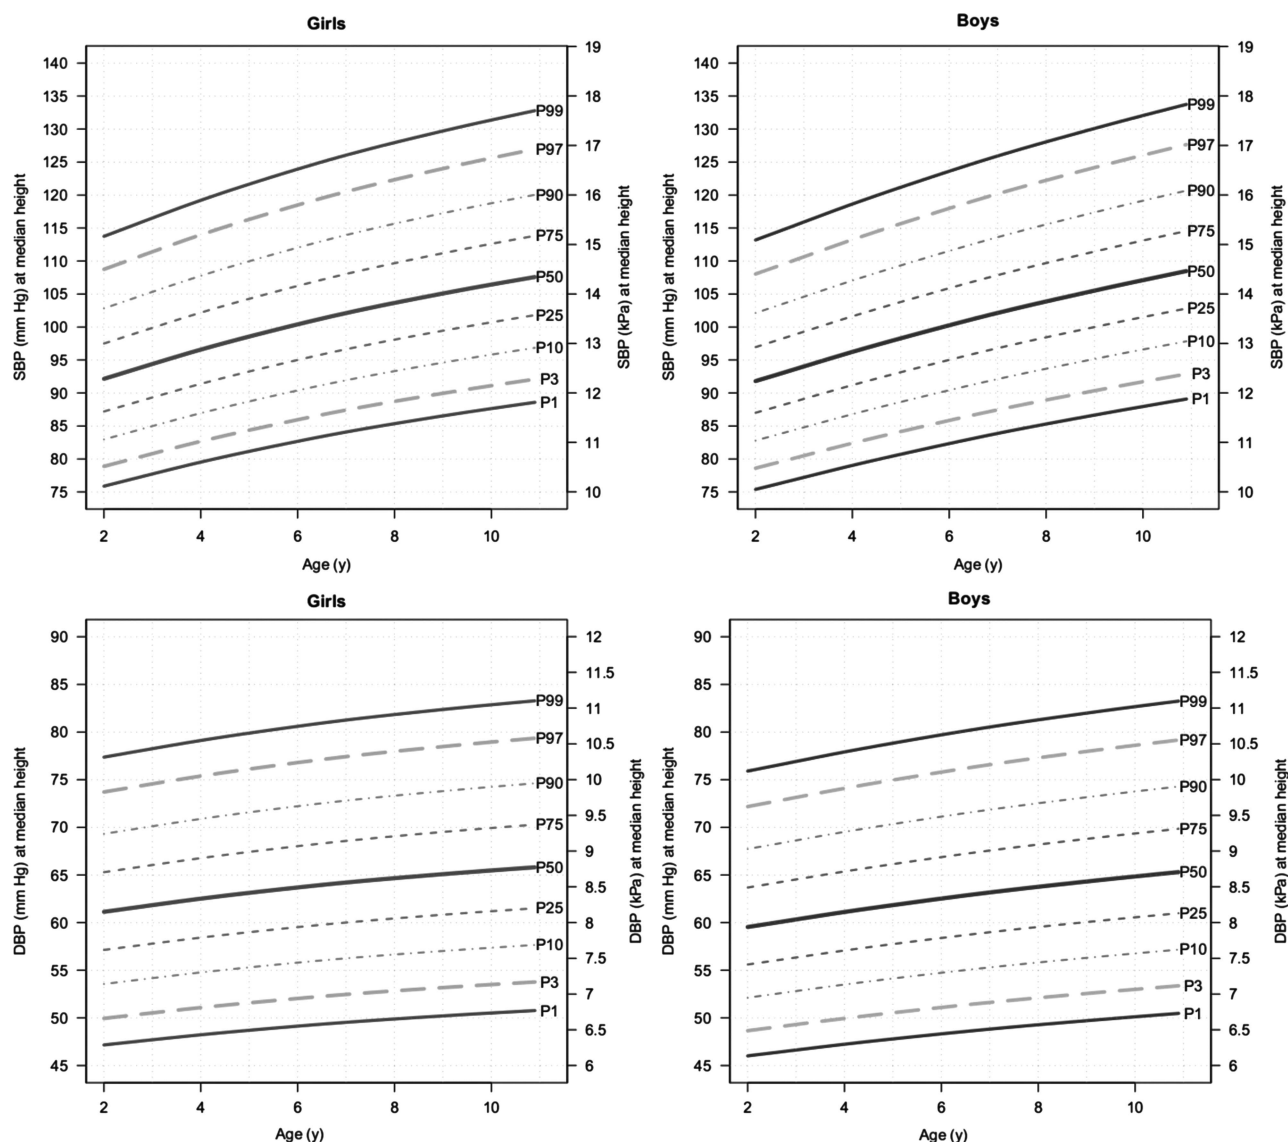 Girls
SBP (mm Hg) at median height
140
135
130
125
120
115
110
105
100
95
90
85
80
75
P99
P97
P90
P75
P50
P25
P10
P3
P1
19
18
17
16
15
14
13
12
11
10
SBP (kPa) at median height
2 4 6 8 10
Age (y)
Boys
SBP (mm Hg) at median height
140
135
130
125
120
115
110
105
100
95
90
85
80
75
P99
P97
P90
P75
P50
P25
P10
P3
P1
19
18
17
16
15
14
13
12
11
10
SBP (kPa) at median height
2 4 6 8 10
Age (y)
Girls
DBP (mm Hg) at median height
90
85
80
75
70
65
60
55
50
45
P99
P97
P90
P75
P50
P25
P10
P3
P1
12
11.5
11
10.5
10
9.5
9
8.5
8
7.5
7
6.5
6
DBP (kPa) at median height
2 4 6 8 10
Age (y)
Boys
DBP (mm Hg) at median height
90
85
80
75
70
65
60
55
50
45
P99
P97
P90
P75
P50
P25
P10
P3
P1
12
11.5
11
10.5
10
9.5
9
8.5
8
7.5
7
6.5
6
DBP (kPa) at median height
2 4 6 8 10
Age (y)